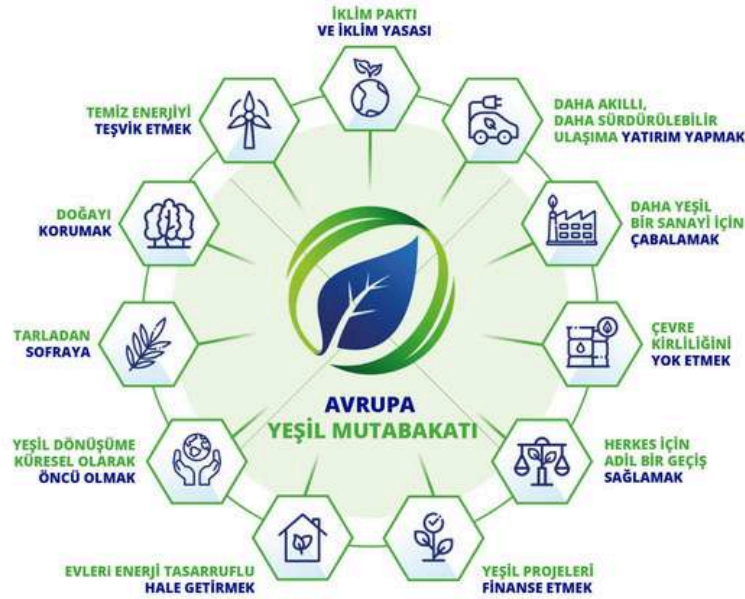 İKLİM PAKTI
VE İKLİM YASASI
DAHA AKILLI,
DAHA SÜRDÜRÜLEBİLİR
ULAŞIMA YATIRIM YAPMAK
DAHA YEŞİL
BİR SANAYİ İÇİN
ÇABALAMAK
ÇEVRE
KİRLİLİĞİNİ
YOK ETMEK
HERKES İÇİN
ADİL BİR GEÇİŞ
SAĞLAMAK
YEŞİL PROJELERİ
FİNANSE ETMEK
EVLERi ENERJİ TASARRUFLU
HALE GETİRMEK
YEŞİL DÖNÜŞÜME
KÜRESEL OLARAK
ÖNCÜ OLMAK
TARLADAN
SOFRAYA
DOĞAYI
KORUMAK
TEMİZ ENERJİYİ
TEŞVİK ETMEK
AVRUPA
YEŞİL MUTABAKATI